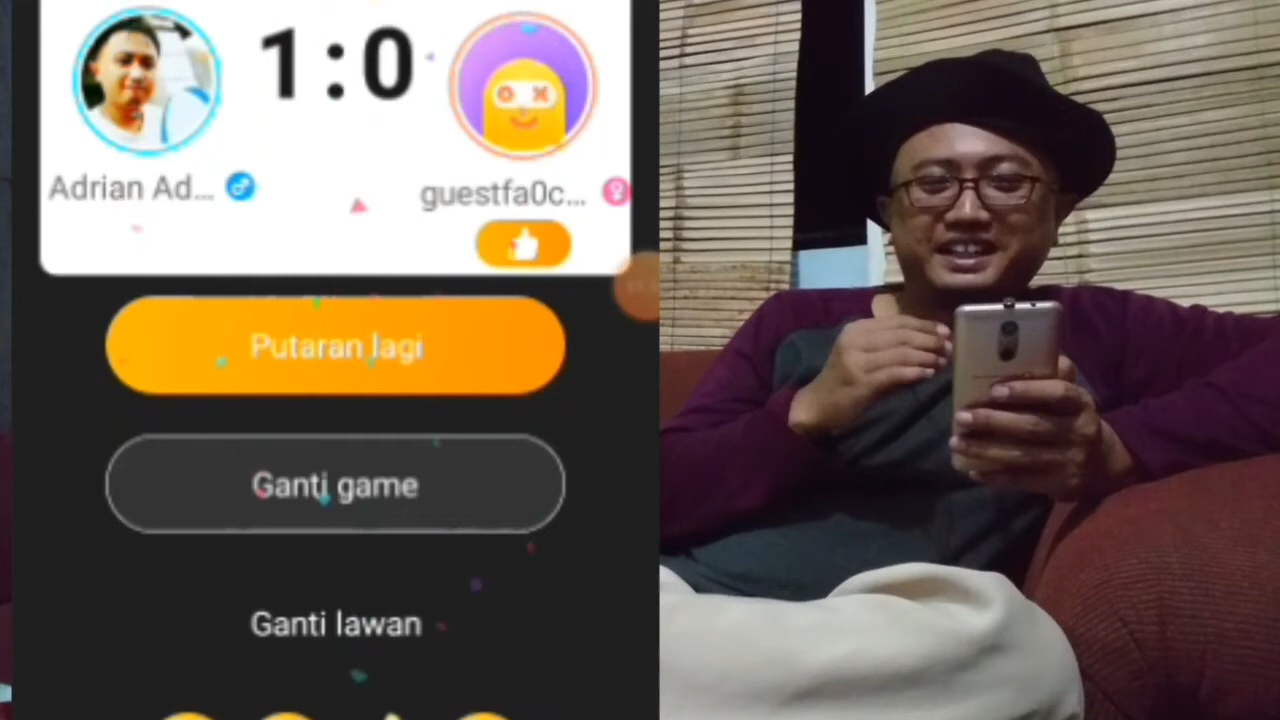 1:0
Adrian Ad...
guestfa0c...
Putaran lagi
Ganti game
Ganti lawan